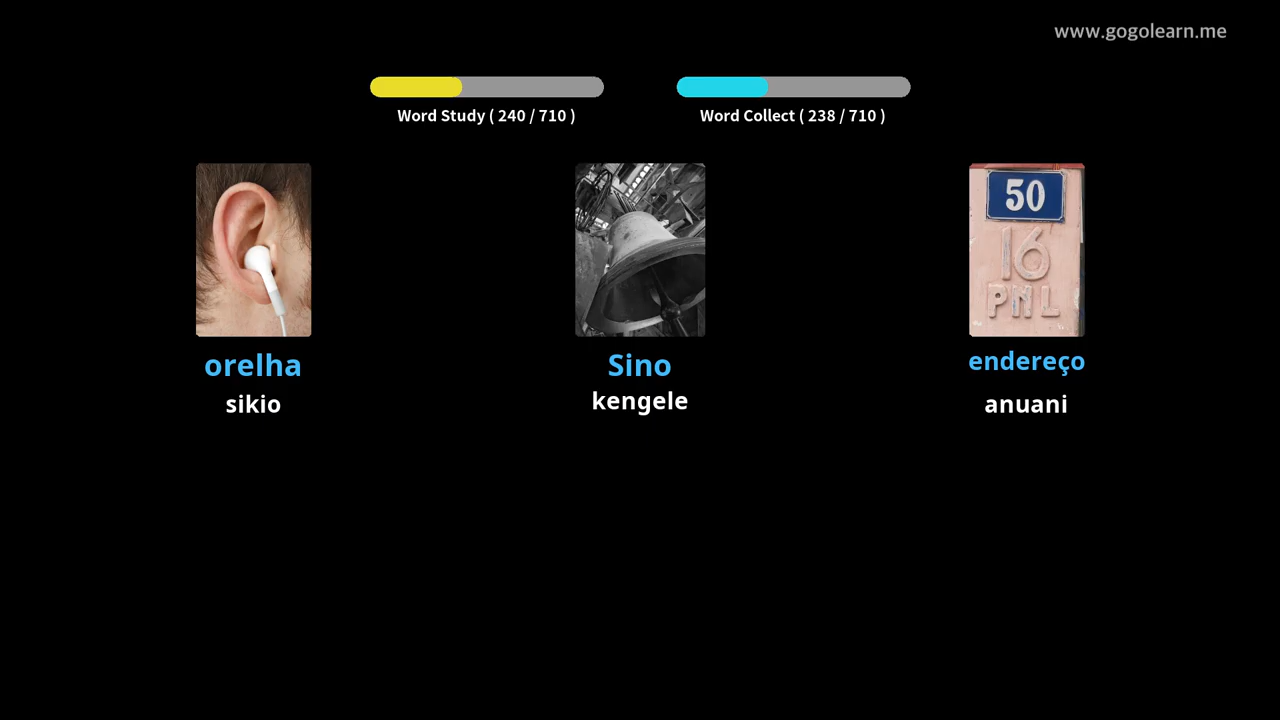 www.gogolearn.me
Word Study ( 240 / 710 )
Word Collect ( 238 / 710 )
50
16
PNL
orelha
Sino
endereço
sikio
kengele
anuani